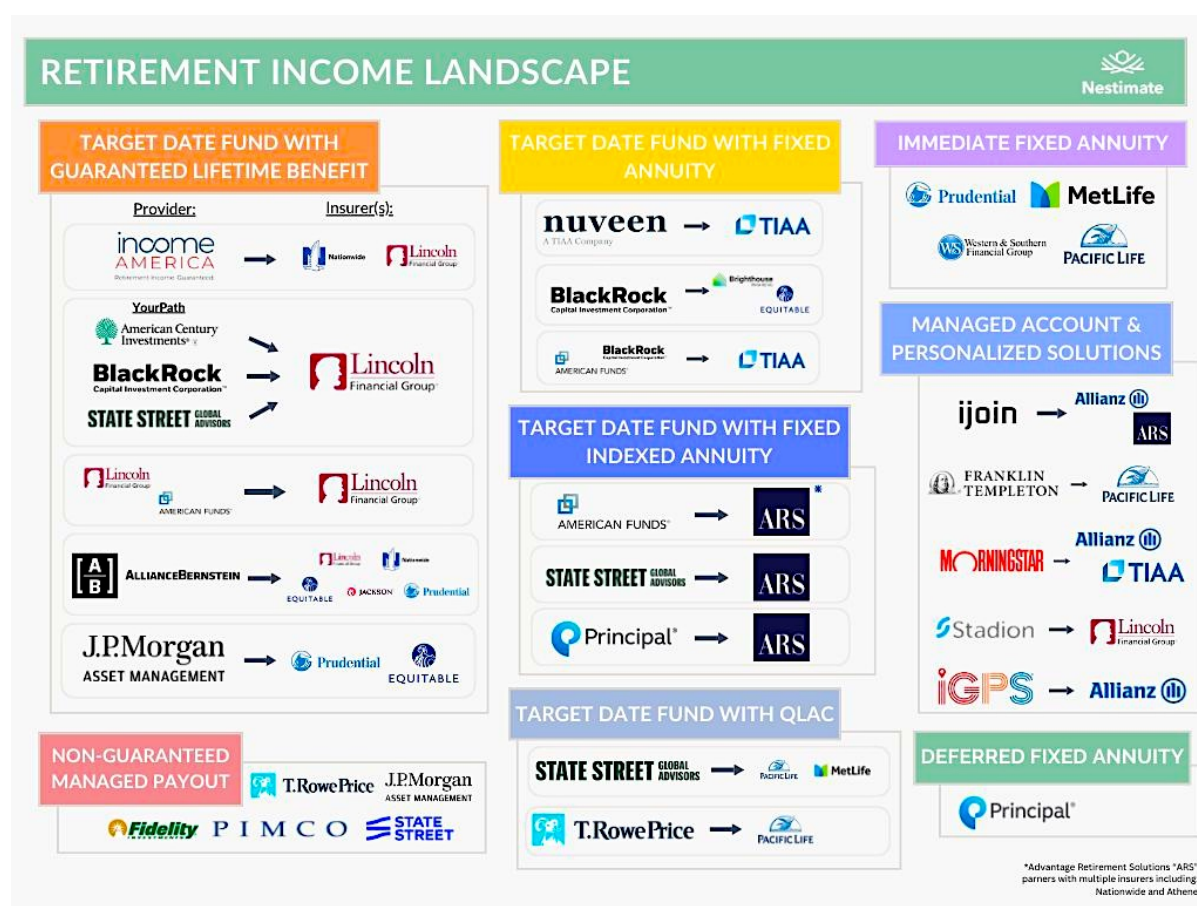 RETIREMENT INCOME LANDSCAPE
Nestimate
TARGET DATE FUND WITH
GUARANTEED LIFETIME BENEFIT
Provider:
Insurer(s):
income
AMERICA
Retirement Income. Guaranteed.
Nationwide
Lincoln
Financial Group
YourPath
American Century
Investments
BlackRock
Capital Investment Corporation
STATE STREET GLOBAL
ADVISORS
Lincoln
Financial Group
Lincoln
Financial Group
AMERICAN FUNDS
Lincoln
Financial Group
[A/B]
ALLIANCEBERNSTEIN
Lincoln
Nationwide
EQUITABLE
JACKSON
Prudential
J.P.Morgan
ASSET MANAGEMENT
Prudential
EQUITABLE
NON-GUARANTEED
MANAGED PAYOUT
T.RowePrice
J.P.Morgan
ASSET MANAGEMENT
Fidelity
INVESTMENTS
PIMCO
STATE
STREET
TARGET DATE FUND WITH FIXED
ANNUITY
nuveen
A TIAA Company
TIAA
BlackRock
Capital Investment Corporation
Brighthouse
EQUITABLE
AMERICAN FUNDS
BlackRock
TIAA
TARGET DATE FUND WITH FIXED
INDEXED ANNUITY
AMERICAN FUNDS
ARS*
STATE STREET GLOBAL
ADVISORS
ARS
Principal
ARS
TARGET DATE FUND WITH QLAC
STATE STREET GLOBAL
ADVISORS
PACIFIC LIFE
MetLife
T.RowePrice
PACIFIC LIFE
IMMEDIATE FIXED ANNUITY
Prudential
MetLife
WS
Western & Southern
Financial Group
PACIFIC LIFE
MANAGED ACCOUNT &
PERSONALIZED SOLUTIONS
ijoin
Allianz
ARS
FRANKLIN
TEMPLETON
PACIFIC LIFE
MORNINGSTAR
Allianz
TIAA
Stadion
Lincoln
Financial Group
iGPS
Allianz
DEFERRED FIXED ANNUITY
Principal
*Advantage Retirement Solutions "ARS"
parners with multiple insurers including
Nationwide and Athene